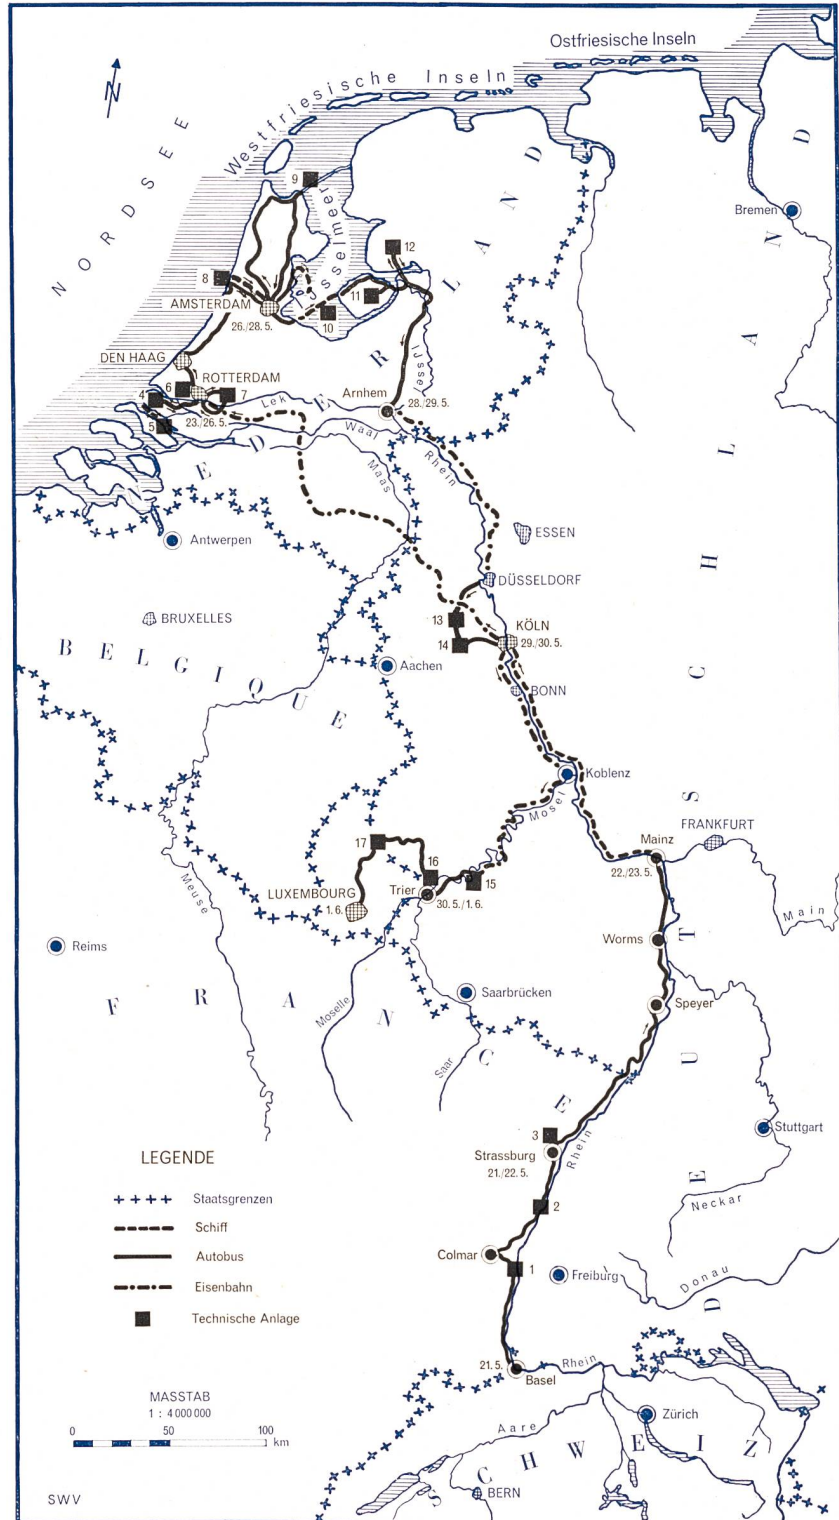 Ostfriesische Inseln
Westfriesische Inseln
N
NORDSEE
Bremen
9
Ijsselmeer
12
8
AMSTERDAM
26./28.5.
11
10
DEN HAAG
6
ROTTERDAM
4
7
23./26.5.
5
Lek
Arnhem
28./29.5.
Ijssel
Waal
Rhein
Maas
NEDERLAND
Antwerpen
ESSEN
DÜSSELDORF
BRUXELLES
13
14
KÖLN
29./30.5.
BELGIQUE
Aachen
BONN
Koblenz
Mosel
DEUTSCHLAND
FRANKFURT
Mainz
22./23.5.
Main
17
16
15
LUXEMBOURG
1.6.
Trier
30.5./1.6.
Meuse
Reims
Worms
Speyer
Saarbrücken
FRANCE
Moselle
Saar
3
Strassburg
21./22.5.
Rhein
Stuttgart
Neckar
2
Colmar
1
Freiburg
Donau
LEGENDE
Staatsgrenzen
Schiff
Autobus
Eisenbahn
Technische Anlage
21.5.
Basel
Rhein
MASSTAB
1 : 4000000
0 50 100
km
Aare
Zürich
SCHWEIZ
BERN
SWV